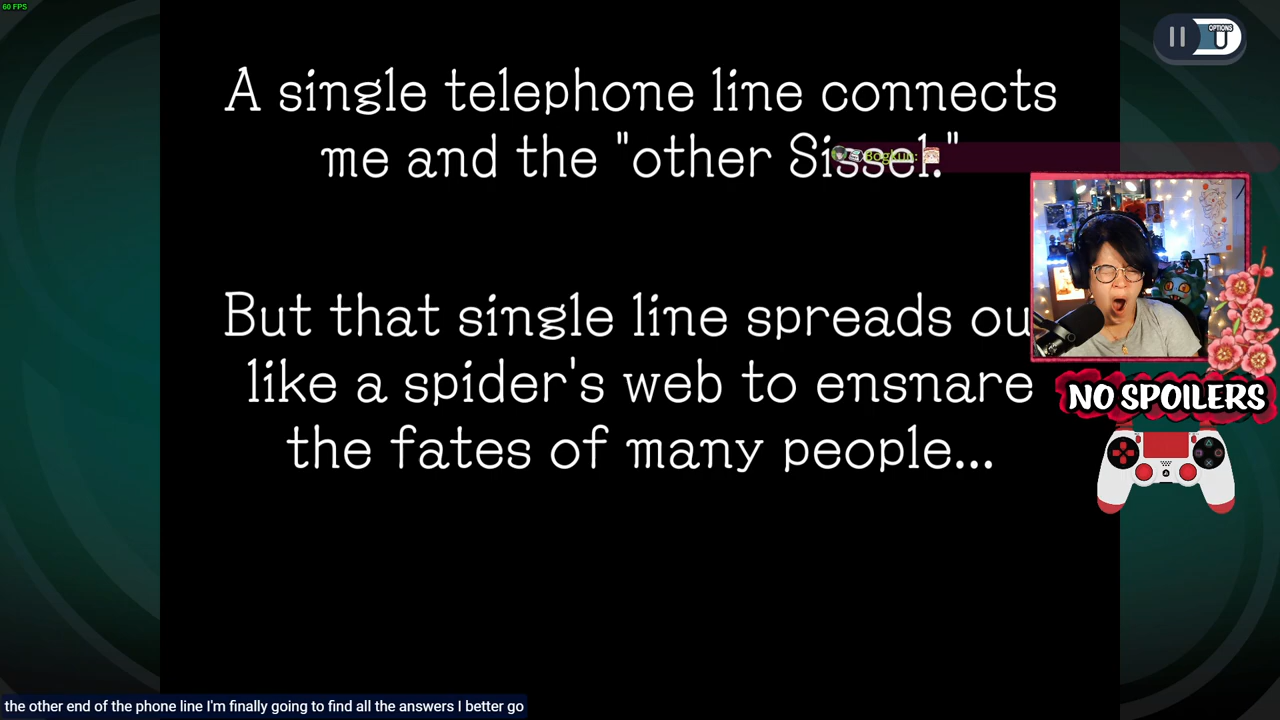 60 FPS
OPTIONS
A single telephone line connects
me and the "other Sissel."
Bogkub:
But that single line spreads ou
like a spider's web to ensnare
the fates of many people...
NO SPOILERS
the other end of the phone line I'm finally going to find all the answers I better go